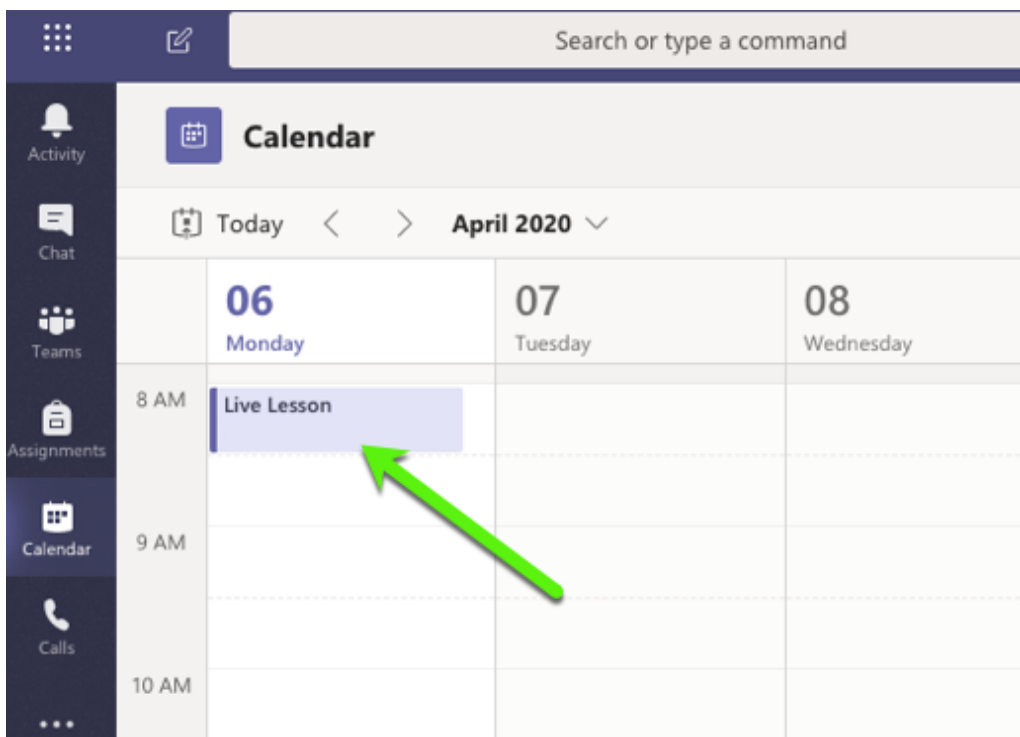 Search or type a command
Activity
Chat
Teams
Assignments
Calendar
Calls
Calendar
Today
April 2020
06
Monday
07
Tuesday
08
Wednesday
8 AM
Live Lesson
9 AM
10 AM